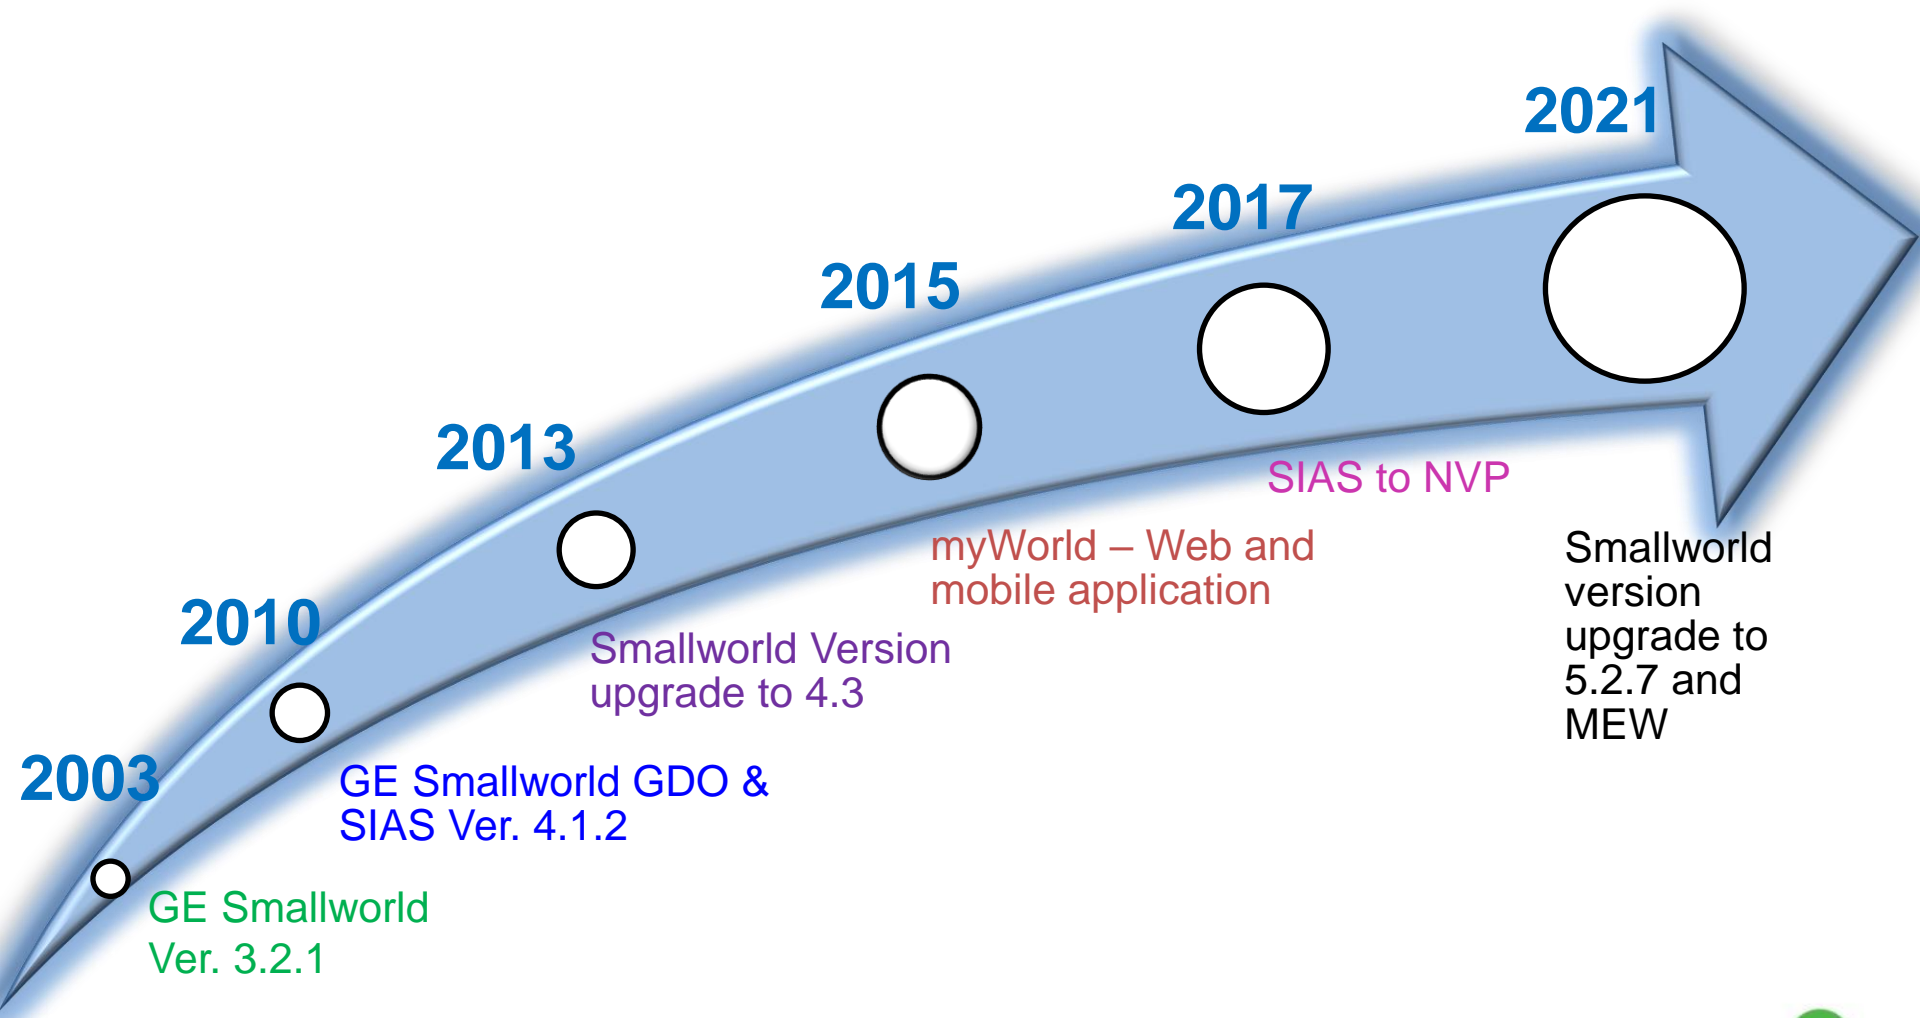 2003
GE Smallworld
Ver. 3.2.1
2010
GE Smallworld GDO &
SIAS Ver. 4.1.2
2013
Smallworld Version
upgrade to 4.3
2015
myWorld – Web and
mobile application
2017
SIAS to NVP
2021
Smallworld
version
upgrade to
5.2.7 and
MEW